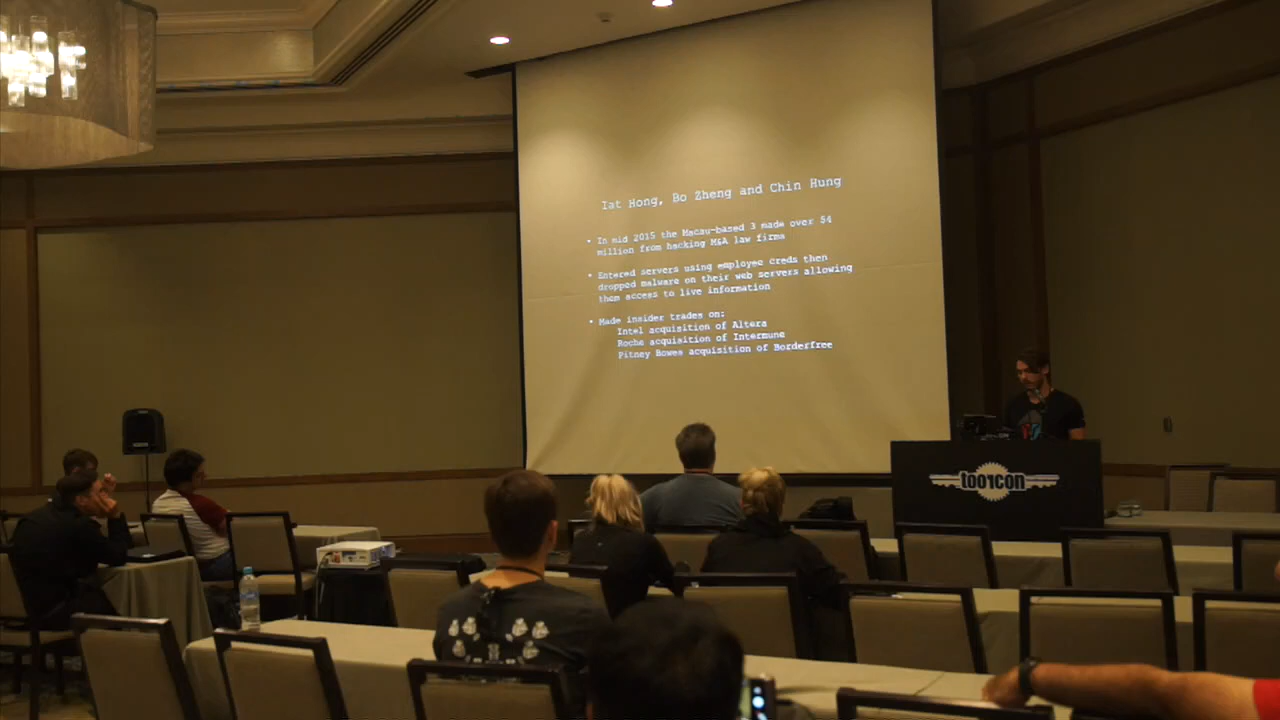 Iat Hong, Bo Zheng and Chin Hung
• In mid 2015 the Macau-based 3 made over $4
million from hacking M&A law firms
• Entered servers using employee creds then
dropped malware on their web servers allowing
them access to live information
• Made insider trades on:
Intel acquisition of Altera
Roche acquisition of Intermune
Pitney Bowes acquisition of Borderfree
toorcon